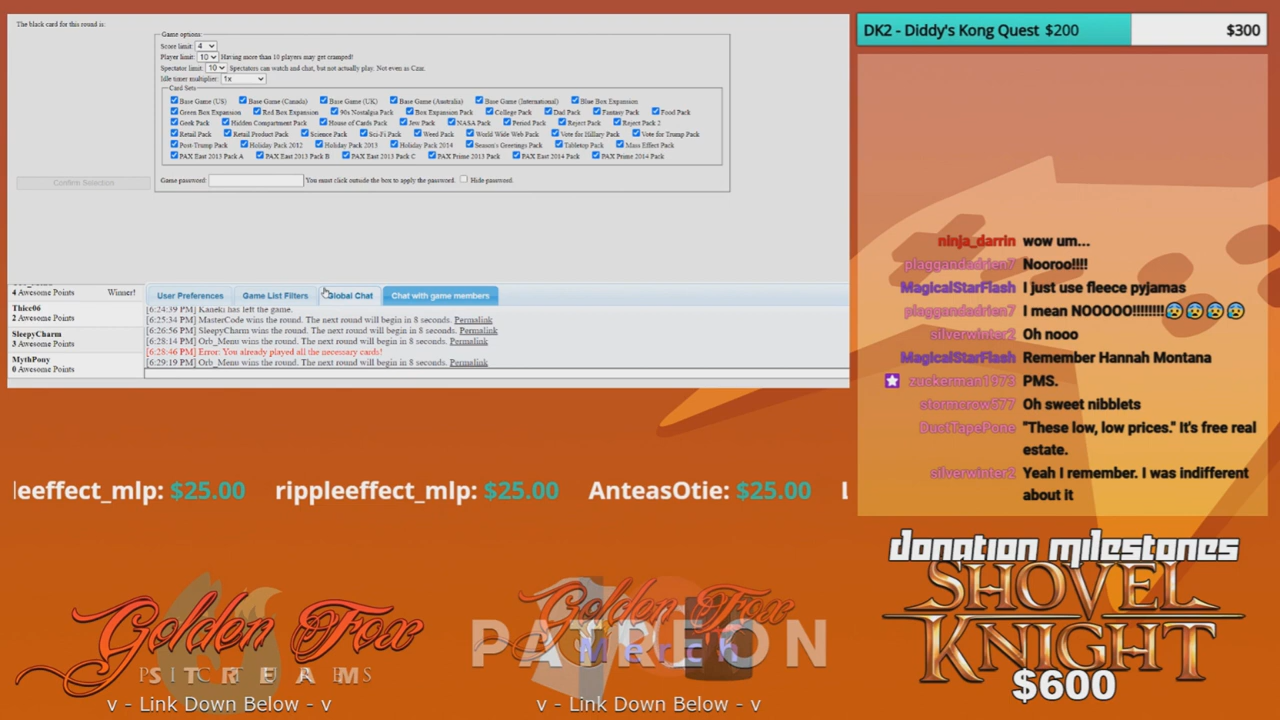 The black card for this round is:
Game options:
Score limit: 4
Player limit: 10 Having more than 10 players may get cramped!
Spectator limit: 10 Spectators can watch and chat, but not actually play. Not even as Czar.
Idle timer multiplier: 1x
Card Sets
Base Game (US) Base Game (Canada) Base Game (UK) Base Game (Australia) Base Game (International) Blue Box Expansion
Green Box Expansion Red Box Expansion 90s Nostalgia Pack Box Expansion Pack College Pack Dad Pack Fantasy Pack Food Pack
Geek Pack Hidden Compartment Pack House of Cards Pack Jew Pack NASA Pack Period Pack Reject Pack Reject Pack 2
Retail Pack Retail Product Pack Science Pack Sci-Fi Pack Weed Pack World Wide Web Pack Vote for Hillary Pack Vote for Trump Pack
Post-Trump Pack Holiday Pack 2012 Holiday Pack 2013 Holiday Pack 2014 Season's Greetings Pack Tabletop Pack Mass Effect Pack
PAX East 2013 Pack A PAX East 2013 Pack B PAX East 2013 Pack C PAX Prime 2013 Pack PAX East 2014 Pack PAX Prime 2014 Pack
Game password: You must click outside the box to apply the password. Hide password.
Confirm Selection
4 Awesome Points Winner!
Thice06
2 Awesome Points
SleepyCharm
3 Awesome Points
MythPony
0 Awesome Points
User Preferences Game List Filters Global Chat Chat with game members
[6:24:39 PM] Kaneki has left the game.
[6:25:34 PM] MasterCode wins the round. The next round will begin in 8 seconds. Permalink
[6:26:56 PM] SleepyCharm wins the round. The next round will begin in 8 seconds. Permalink
[6:28:14 PM] Orb_Menu wins the round. The next round will begin in 8 seconds. Permalink
[6:28:46 PM] Error: You already played all the necessary cards!
[6:29:19 PM] Orb_Menu wins the round. The next round will begin in 8 seconds. Permalink
DK2 - Diddy's Kong Quest $200 $300
ninja_darrin wow um...
plaggandadrien7 Nooroo!!!!
MagicalStarFlash I just use fleece pyjamas
plaggandadrien7 I mean NOOOOO!!!!!!!!😥😥😥😥
silverwinter2 Oh nooo
MagicalStarFlash Remember Hannah Montana
zuckerman1973 PMS.
stormcrow577 Oh sweet nibblets
DuctTapePone "These low, low prices." It's free real
estate.
silverwinter2 Yeah I remember. I was indifferent
about it
leeffect_mlp: $25.00 rippleeffect_mlp: $25.00 AnteasOtie: $25.00 L
Donation Milestones
SHOVEL
KNIGHT
$600
Golden Fox
v - Link Down Below - v
Golden Fox
PATREON
Merch
v - Link Down Below - v